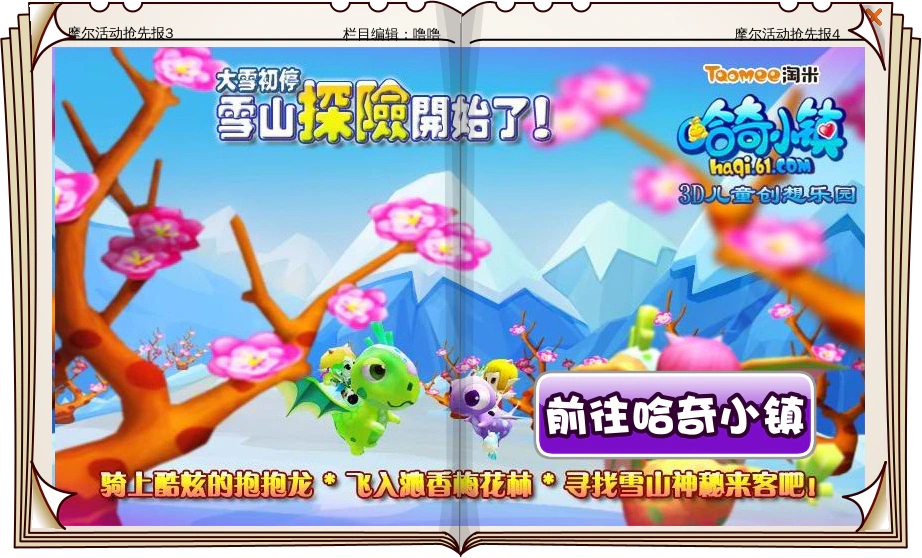 摩尔活动抢先报3
栏目编辑：噜噜
摩尔活动抢先报4
大雪初停
雪山探險開始了!
Taomee淘米
哈奇小镇
haqi.61.com
3D儿童创想乐园
前往哈奇小镇
骑上酷炫的抱抱龙 * 飞入沁香梅花林 * 寻找雪山神秘来客吧!